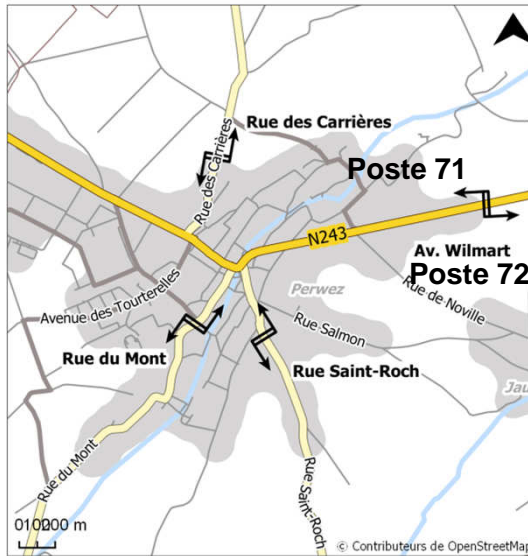 Rue des Carrières
Rue des Carrières
Poste 71
N243
Av. Wilmart
Poste 72
Perwez
Rue de Noville
Avenue des Tourterelles
Rue Salmon
Rue du Mont
Rue Saint-Roch
Jau
Rue du Mont
Rue Saint-Roch
0100200 m
© Contributeurs de OpenStreetMap